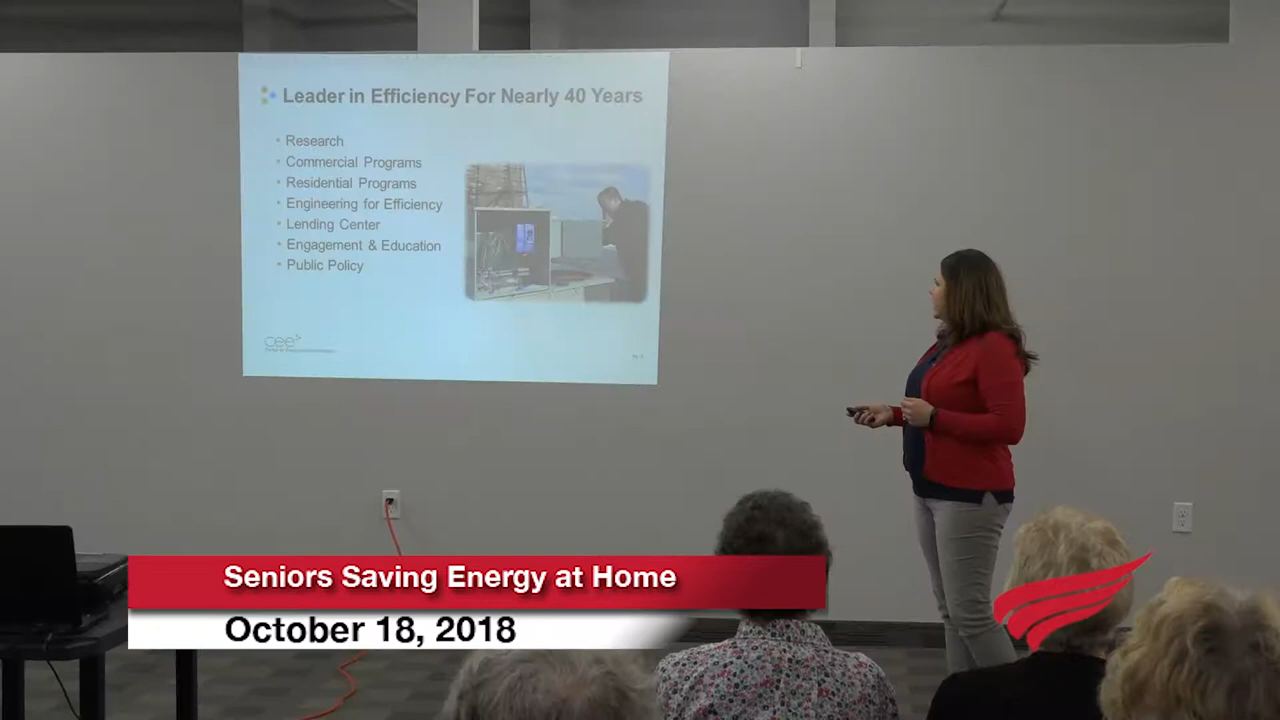 Leader in Efficiency For Nearly 40 Years
Research
Commercial Programs
Residential Programs
Engineering for Efficiency
Lending Center
Engagement & Education
Public Policy
cee
Seniors Saving Energy at Home
October 18, 2018